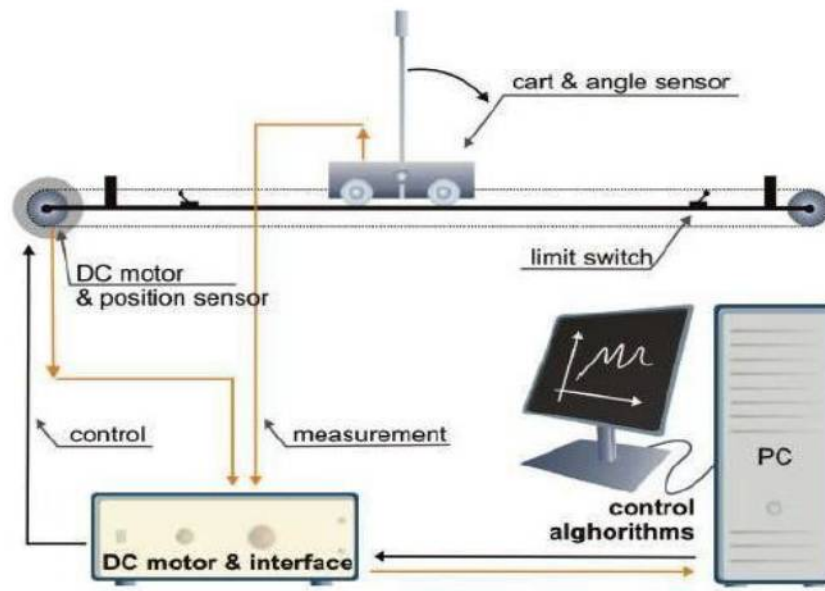 cart & angle sensor
limit switch
DC motor
& position sensor
control
measurement
PC
control
alghorithms
DC motor & interface